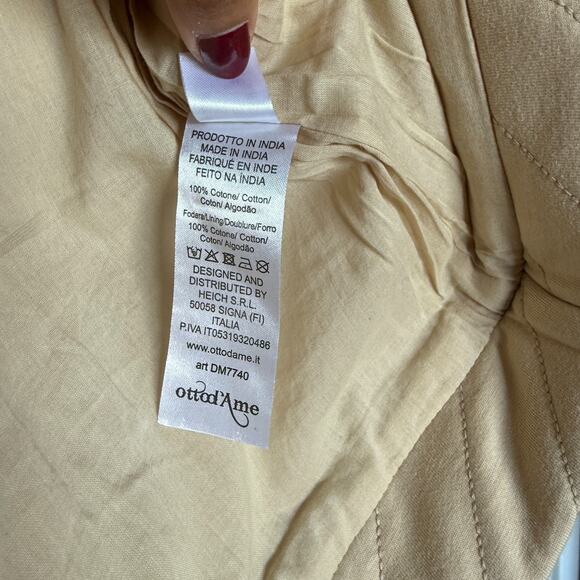 PRODOTTO IN INDIA
MADE IN INDIA
FABRIQUÉ EN INDE
FEITO NA ÍNDIA
100% Cotone/ Cotton/
Coton/ Algodão
Fodera/Lining/Doublure/Forro
100% Cotone/ Cotton/
Coton/ Algodão
DESIGNED AND
DISTRIBUTED BY
HEICH S.R.L.
50058 SIGNA (FI)
ITALIA
P.IVA IT05319320486
www.ottodame.it
art DM7740
ottod'Ame